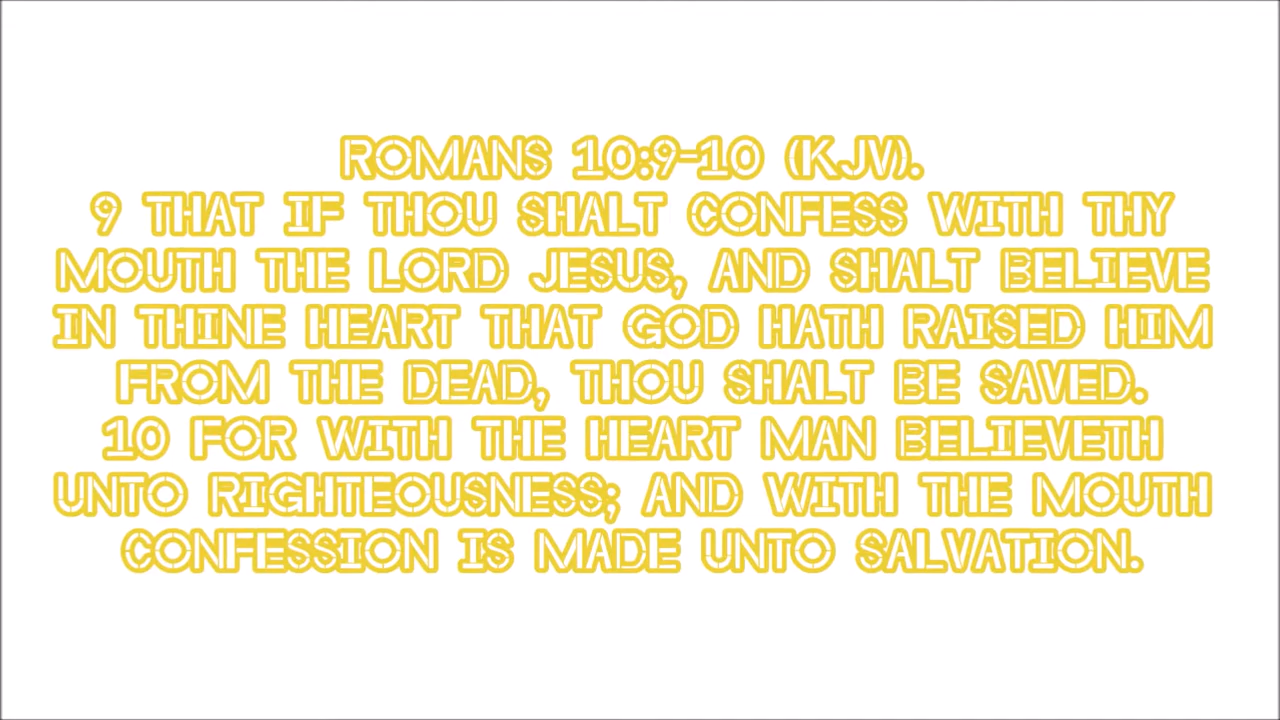 ROMANS 10:9-10 (KJV).
9 THAT IF THOU SHALT CONFESS WITH THY
MOUTH THE LORD JESUS, AND SHALT BELIEVE
IN THINE HEART THAT GOD HATH RAISED HIM
FROM THE DEAD, THOU SHALT BE SAVED.
10 FOR WITH THE HEART MAN BELIEVETH
UNTO RIGHTEOUSNESS; AND WITH THE MOUTH
CONFESSION IS MADE UNTO SALVATION.